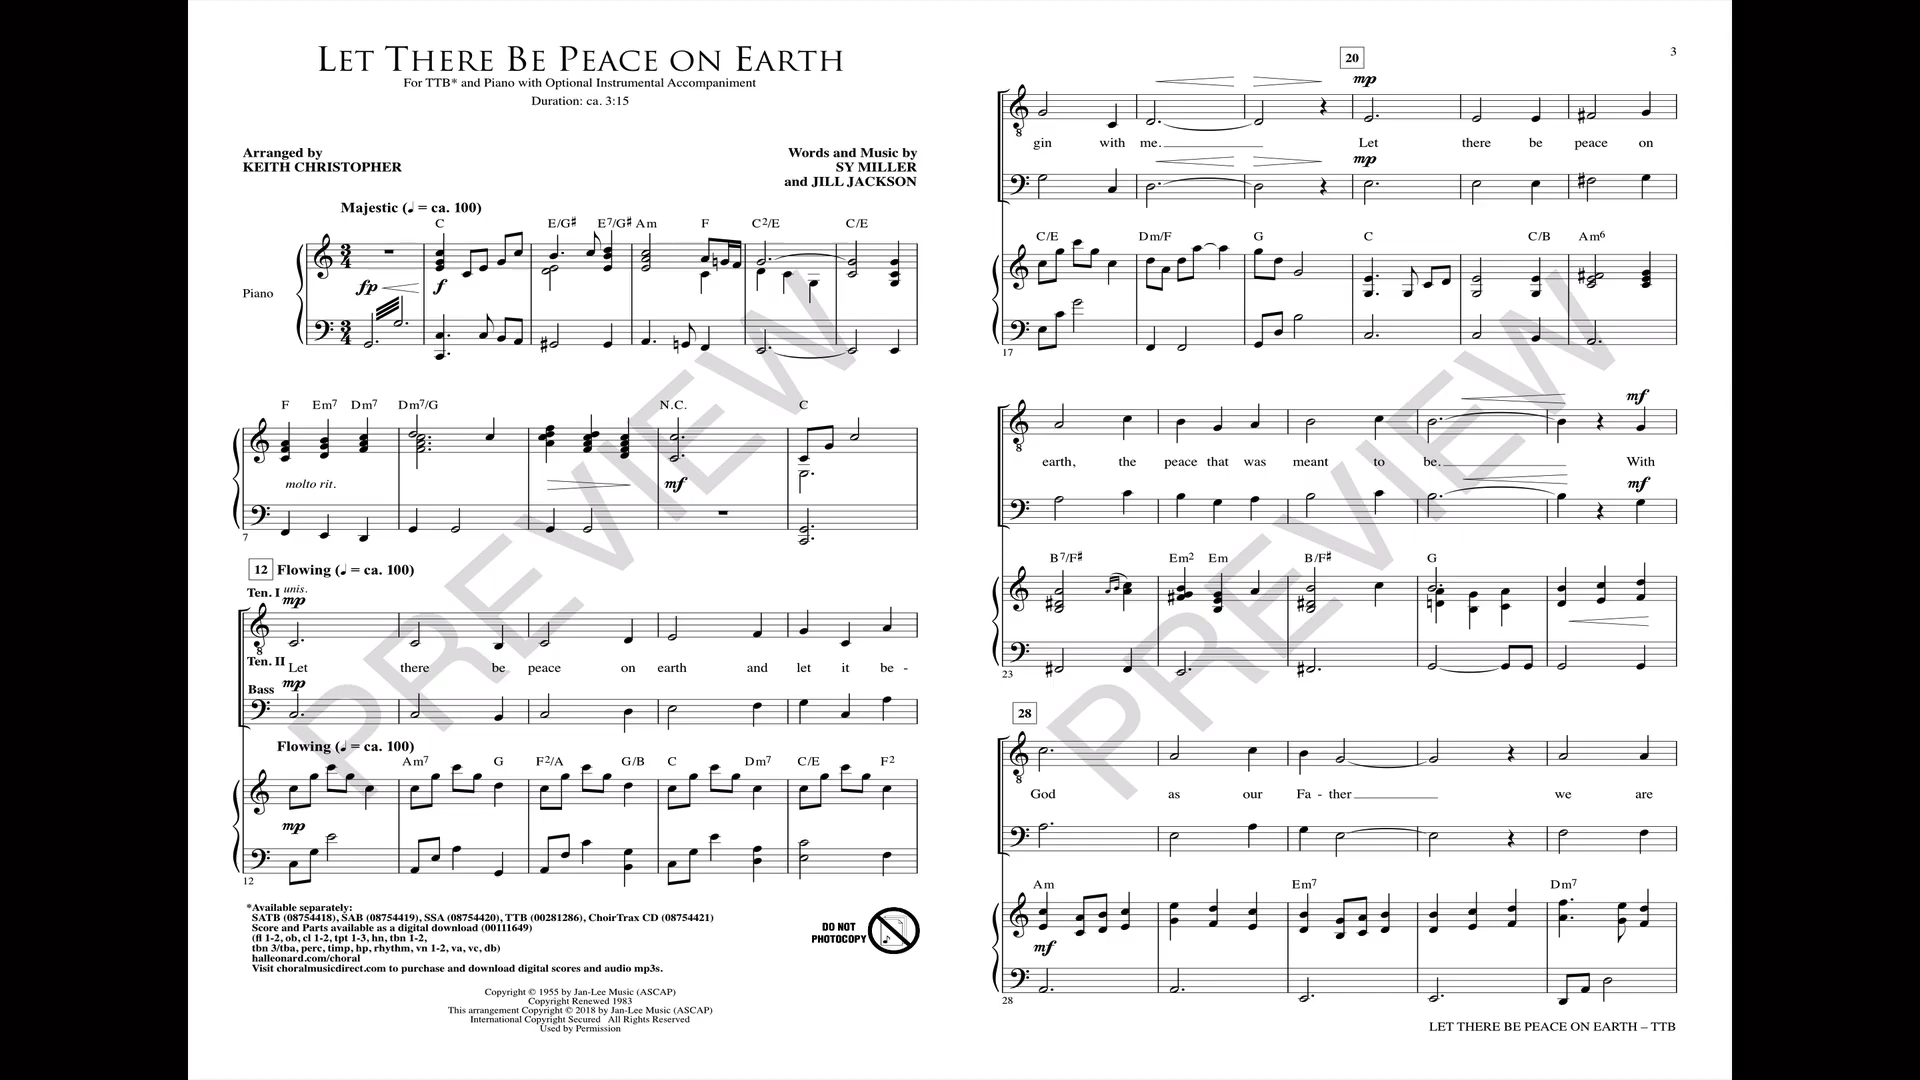 LET THERE BE PEACE ON EARTH
For TTB* and Piano with Optional Instrumental Accompaniment
Duration: ca. 3:15
Arranged by
KEITH CHRISTOPHER
Words and Music by
SY MILLER
and JILL JACKSON
Majestic (♩ = ca. 100)
C E/G♯ E7/G♯ Am F C2/E C/E
Piano
fp f
F Em7 Dm7 Dm7/G N.C. C
molto rit. mf
7
12 Flowing (♩ = ca. 100)
Ten. I unis.
mp
Ten. II Let there be peace on earth and let it be -
Bass mp
Flowing (♩ = ca. 100)
Am7 G F2/A G/B C Dm7 C/E F2
mp
12
*Available separately:
SATB (08754418), SAB (08754419), SSA (08754420), TTB (00281286), ChoirTrax CD (08754421)
Score and Parts available as a digital download (00111649)
(fl 1-2, ob, cl 1-2, tpt 1-3, hn, tbn 1-2,
tbn 3/tba, perc, timp, hp, rhythm, vn 1-2, va, vc, db)
halleonard.com/choral
Visit choralmusicdirect.com to purchase and download digital scores and audio mp3s.
DO NOT
PHOTOCOPY
Copyright © 1955 by Jan-Lee Music (ASCAP)
Copyright Renewed 1983
This arrangement Copyright © 2018 by Jan-Lee Music (ASCAP)
International Copyright Secured All Rights Reserved
Used by Permission
PREVIEW
3
20
mp
gin with me. Let there be peace on
mp
C/E Dm/F G C C/B Am6
17
mf
earth, the peace that was meant to be. With
mf
B7/F♯ Em2 Em B/F♯ G
23
28
God as our Fa - ther we are
Am Em7 Dm7
mf
28
LET THERE BE PEACE ON EARTH – TTB
PREVIEW